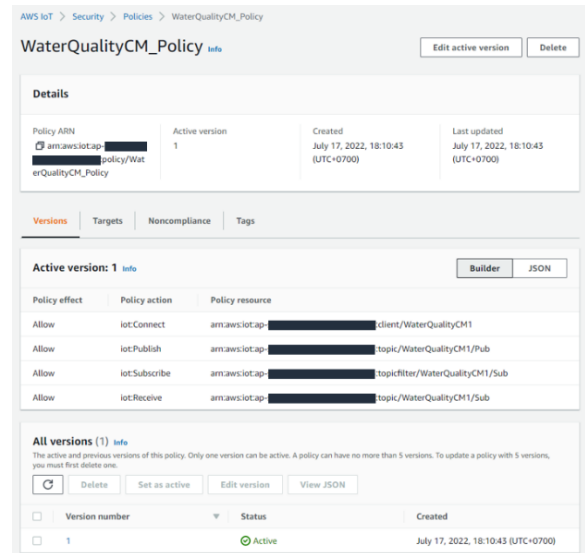 AWS IoT > Security > Policies > WaterQualityCM_Policy
WaterQualityCM_Policy Info
Edit active version Delete
Details
Policy ARN Active version Created Last updated
arn:aws:iot:ap- 1 July 17, 2022, 18:10:43 July 17, 2022, 18:10:43
:policy/Wat (UTC+0700) (UTC+0700)
erQualityCM_Policy
Versions Targets Noncompliance Tags
Active version: 1 Info Builder JSON
Policy effect Policy action Policy resource
Allow iot:Connect arn:aws:iot:ap- :client/WaterQualityCM1
Allow iot:Publish arn:aws:iot:ap- :topic/WaterQualityCM1/Pub
Allow iot:Subscribe arn:aws:iot:ap- :topicfilter/WaterQualityCM1/Sub
Allow iot:Receive arn:aws:iot:ap- :topic/WaterQualityCM1/Sub
All versions (1) Info
The active and previous versions of this policy. Only one version can be active. A policy can have no more than 5 versions. To update a policy with 5 versions,
you must first delete one.
Delete Set as active Edit version View JSON
Version number Status Created
1 Active July 17, 2022, 18:10:43 (UTC+0700)